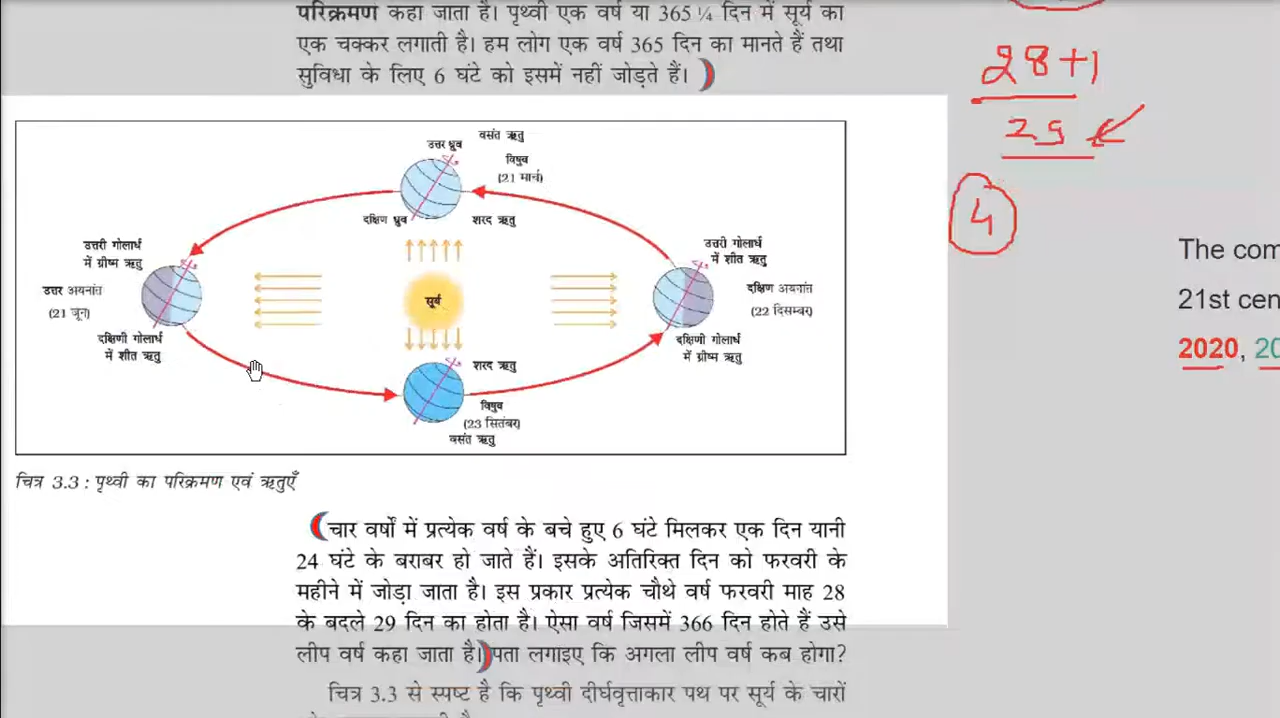 परिक्रमण कहा जाता है। पृथ्वी एक वर्ष या 365 ¼ दिन में सूर्य का
एक चक्कर लगाती है। हम लोग एक वर्ष 365 दिन का मानते हैं तथा
सुविधा के लिए 6 घंटे को इसमें नहीं जोड़ते हैं।
28+1
29
4
वसंत ऋतु
उत्तर ध्रुव
विषुव
(21 मार्च)
दक्षिण ध्रुव
शरद ऋतु
उत्तरी गोलार्ध
में ग्रीष्म ऋतु
उत्तर अयनांत
(21 जून)
दक्षिणी गोलार्ध
में शीत ऋतु
सूर्य
उत्तरी गोलार्ध
में शीत ऋतु
दक्षिण अयनांत
(22 दिसम्बर)
दक्षिणी गोलार्ध
में ग्रीष्म ऋतु
शरद ऋतु
विषुव
(23 सितंबर)
वसंत ऋतु
The com
21st cen
2020, 20
चित्र 3.3 : पृथ्वी का परिक्रमण एवं ऋतुएँ
चार वर्षों में प्रत्येक वर्ष के बचे हुए 6 घंटे मिलकर एक दिन यानी
24 घंटे के बराबर हो जाते हैं। इसके अतिरिक्त दिन को फरवरी के
महीने में जोड़ा जाता है। इस प्रकार प्रत्येक चौथे वर्ष फरवरी माह 28
के बदले 29 दिन का होता है। ऐसा वर्ष जिसमें 366 दिन होते हैं उसे
लीप वर्ष कहा जाता है। पता लगाइए कि अगला लीप वर्ष कब होगा?
चित्र 3.3 से स्पष्ट है कि पृथ्वी दीर्घवृत्ताकार पथ पर सूर्य के चारों